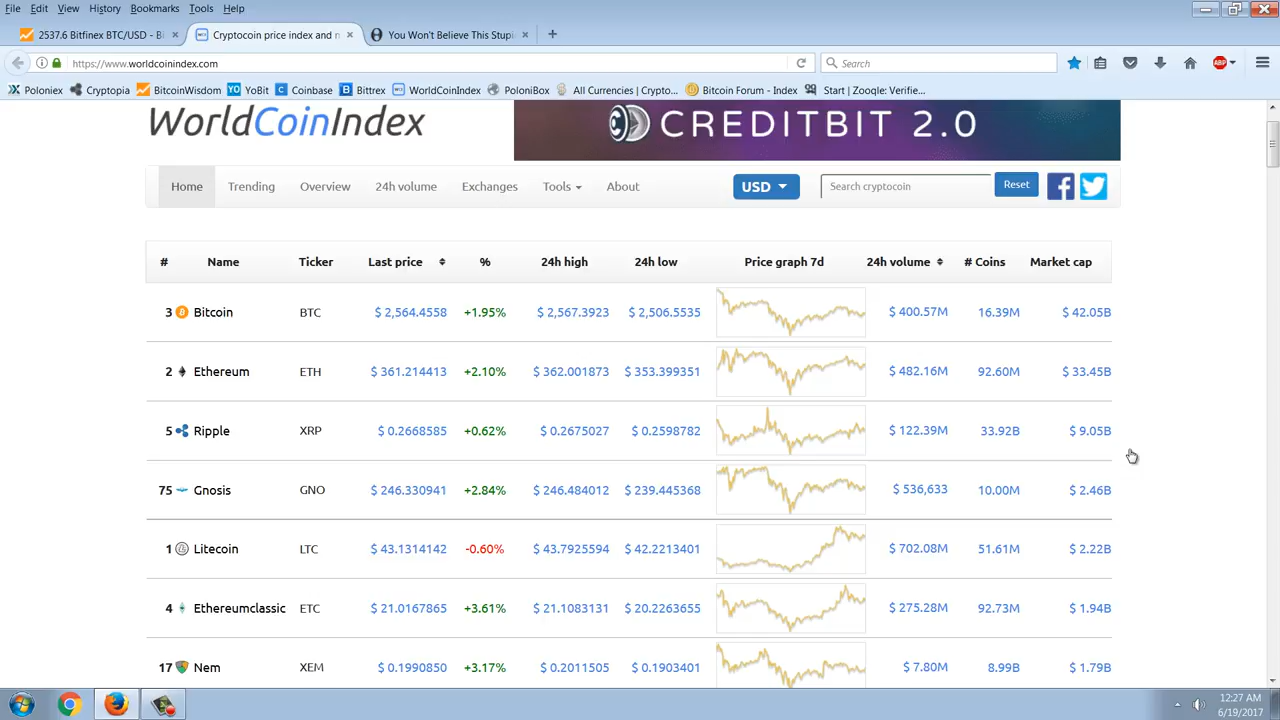 File Edit View History Bookmarks Tools Help
2537.6 Bitfinex BTC/USD - Bi × Cryptocoin price index and n × You Won't Believe This Stupi × +
https://www.worldcoinindex.com Search
Poloniex Cryptopia BitcoinWisdom YoBit Coinbase Bittrex WorldCoinIndex PoloniBox All Currencies | Crypto... Bitcoin Forum - Index Start | Zooqle: Verifie...
WorldCoinIndex CREDITBIT 2.0
Home Trending Overview 24h volume Exchanges Tools About USD Search cryptocoin Reset
# Name Ticker Last price % 24h high 24h low Price graph 7d 24h volume # Coins Market cap
3 Bitcoin BTC $ 2,564.4558 +1.95% $ 2,567.3923 $ 2,506.5535 $ 400.57M 16.39M $ 42.05B
2 Ethereum ETH $ 361.214413 +2.10% $ 362.001873 $ 353.399351 $ 482.16M 92.60M $ 33.45B
5 Ripple XRP $ 0.2668585 +0.62% $ 0.2675027 $ 0.2598782 $ 122.39M 33.92B $ 9.05B
75 Gnosis GNO $ 246.330941 +2.84% $ 246.484012 $ 239.445368 $ 536,633 10.00M $ 2.46B
1 Litecoin LTC $ 43.1314142 -0.60% $ 43.7925594 $ 42.2213401 $ 702.08M 51.61M $ 2.22B
4 Ethereumclassic ETC $ 21.0167865 +3.61% $ 21.1083131 $ 20.2263655 $ 275.28M 92.73M $ 1.94B
17 Nem XEM $ 0.1990850 +3.17% $ 0.2011505 $ 0.1903401 $ 7.80M 8.99B $ 1.79B
12:27 AM
6/19/2017